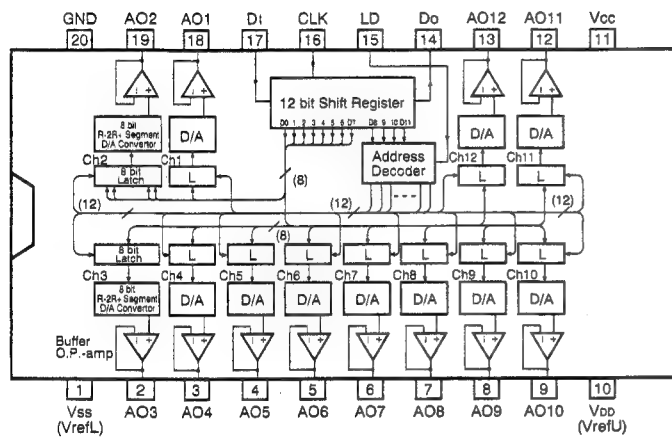 GND AO2 AO1 DI CLK LD DO AO12 AO11 Vcc
20 19 18 17 16 15 14 13 12 11
12 bit Shift Register
D0 1 2 3 4 5 6 D7 D8 9 10 D11
8 bit
R-2R+ Segment
D/A Convertor
D/A
D/A
D/A
Address
Decoder
Ch2 Ch1 Ch12 Ch11
8 bit
Latch
L
L
L
(8)
(12) (12) (12)
(8)
8 bit
Latch
L L L L L L L
Ch3 Ch4 Ch5 Ch6 Ch7 Ch8 Ch9 Ch10
8 bit
R-2R+ Segment
D/A Convertor
D/A D/A D/A D/A D/A D/A D/A
Buffer
O.P.-amp
1 2 3 4 5 6 7 8 9 10
Vss AO3 AO4 AO5 AO6 AO7 AO8 AO9 AO10 VDD
(VrefL) (VrefU)